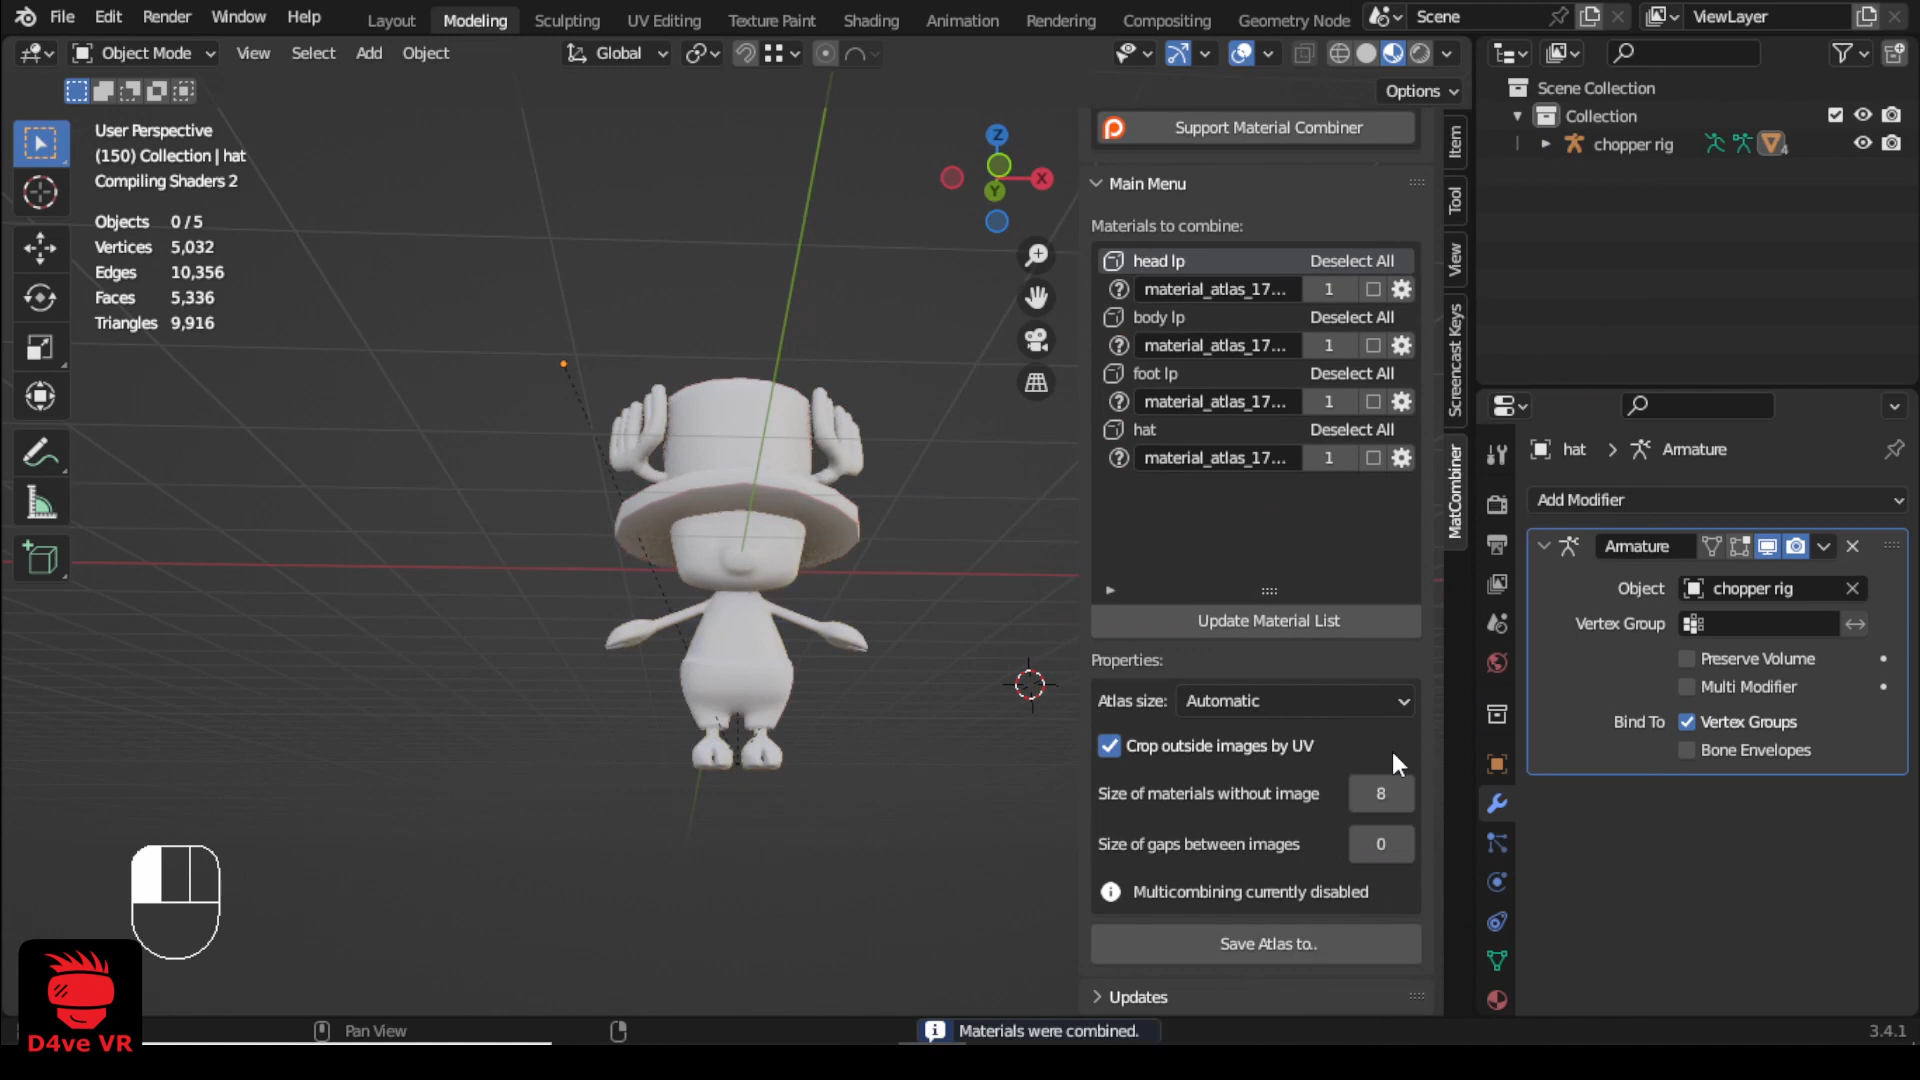 File Edit Render Window Help Layout Modeling Sculpting UV Editing Texture Paint Shading Animation Rendering Compositing Geometry Node Scene ViewLayer
Object Mode View Select Add Object Global
Options
User Perspective
(150) Collection | hat
Compiling Shaders 2
Objects 0 / 5
Vertices 5,032
Edges 10,356
Faces 5,336
Triangles 9,916
Z
X
Y
Support Material Combiner
Main Menu
Materials to combine:
head lp Deselect All
material_atlas_17... 1
body lp Deselect All
material_atlas_17... 1
foot lp Deselect All
material_atlas_17... 1
hat Deselect All
material_atlas_17... 1
Update Material List
Properties:
Atlas size: Automatic
Crop outside images by UV
Size of materials without image 8
Size of gaps between images 0
Multicombining currently disabled
Save Atlas to..
Updates
Item
Tool
View
Screencast Keys
MatCombiner
Scene Collection
Collection
chopper rig 4
hat Armature
Add Modifier
Armature
Object chopper rig
Vertex Group
Preserve Volume
Multi Modifier
Bind To Vertex Groups
Bone Envelopes
D4ve VR
Pan View
Materials were combined.
3.4.1